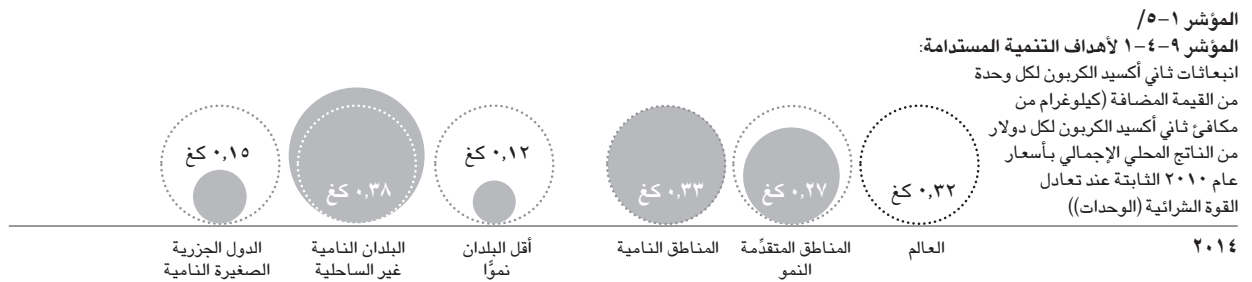 المؤشر ١–٥/
المؤشر ٩–٤–١ لأهداف التنمية المستدامة:
انبعاثات ثاني أكسيد الكربون لكل وحدة
من القيمة المضافة (كيلوغرام من
مكافئ ثاني أكسيد الكربون لكل دولار
من الناتج المحلي الإجمالي بأسعار
عام ٢٠١٠ الثابتة عند تعادل
القوة الشرائية (الوحدات))
٠,٣٢ كغ
٠,٢٧ كغ
٠,٣٣ كغ
٠,١٢ كغ
٠,٣٨ كغ
٠,١٥ كغ
٢٠١٤
العالم
المناطق المتقدِّمة
النمو
المناطق النامية
أقل البلدان
نموًّا
البلدان النامية
غير الساحلية
الدول الجزرية
الصغيرة النامية